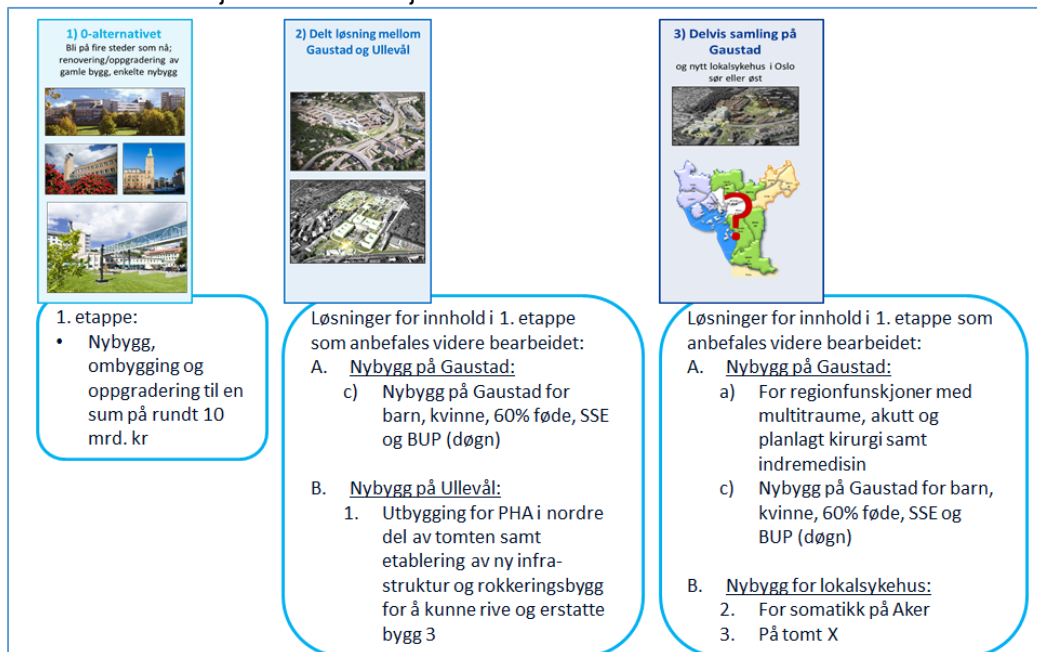 1) 0-alternativet
Bli på fire steder som nå;
renovering/oppgradering av
gamle bygg, enkelte nybygg
1. etappe:
• Nybygg,
ombygging og
oppgradering til en
sum på rundt 10
mrd. kr
2) Delt løsning mellom
Gaustad og Ullevål
Løsninger for innhold i 1. etappe
som anbefales videre bearbeidet:
A. Nybygg på Gaustad:
c) Nybygg på Gaustad for
barn, kvinne, 60% føde, SSE
og BUP (døgn)
B. Nybygg på Ullevål:
1. Utbygging for PHA i nordre
del av tomten samt
etablering av ny infra-
struktur og rokkeringsbygg
for å kunne rive og erstatte
bygg 3
3) Delvis samling på
Gaustad
og nytt lokalsykehus i Oslo
sør eller øst
?
Løsninger for innhold i 1. etappe som
anbefales videre bearbeidet:
A. Nybygg på Gaustad:
a) For regionfunskjoner med
multitraume, akutt og
planlagt kirurgi samt
indremedisin
c) Nybygg på Gaustad for barn,
kvinne, 60% føde, SSE og
BUP (døgn)
B. Nybygg for lokalsykehus:
2. For somatikk på Aker
3. På tomt X